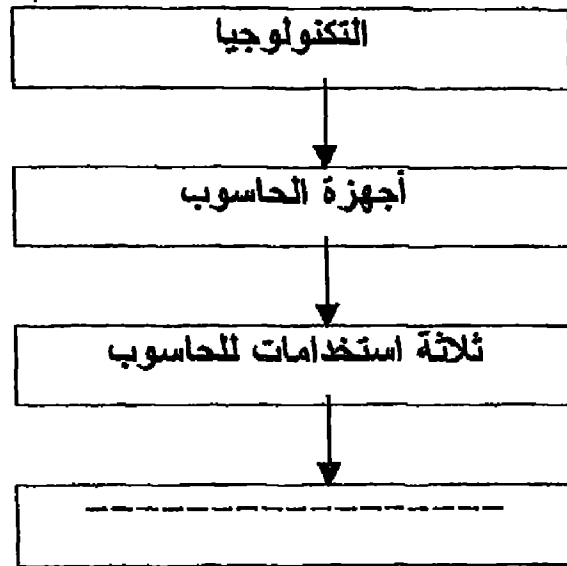 التكنولوجيا
أجهزة الحاسوب
ثلاثة استخدامات للحاسوب
--------------------